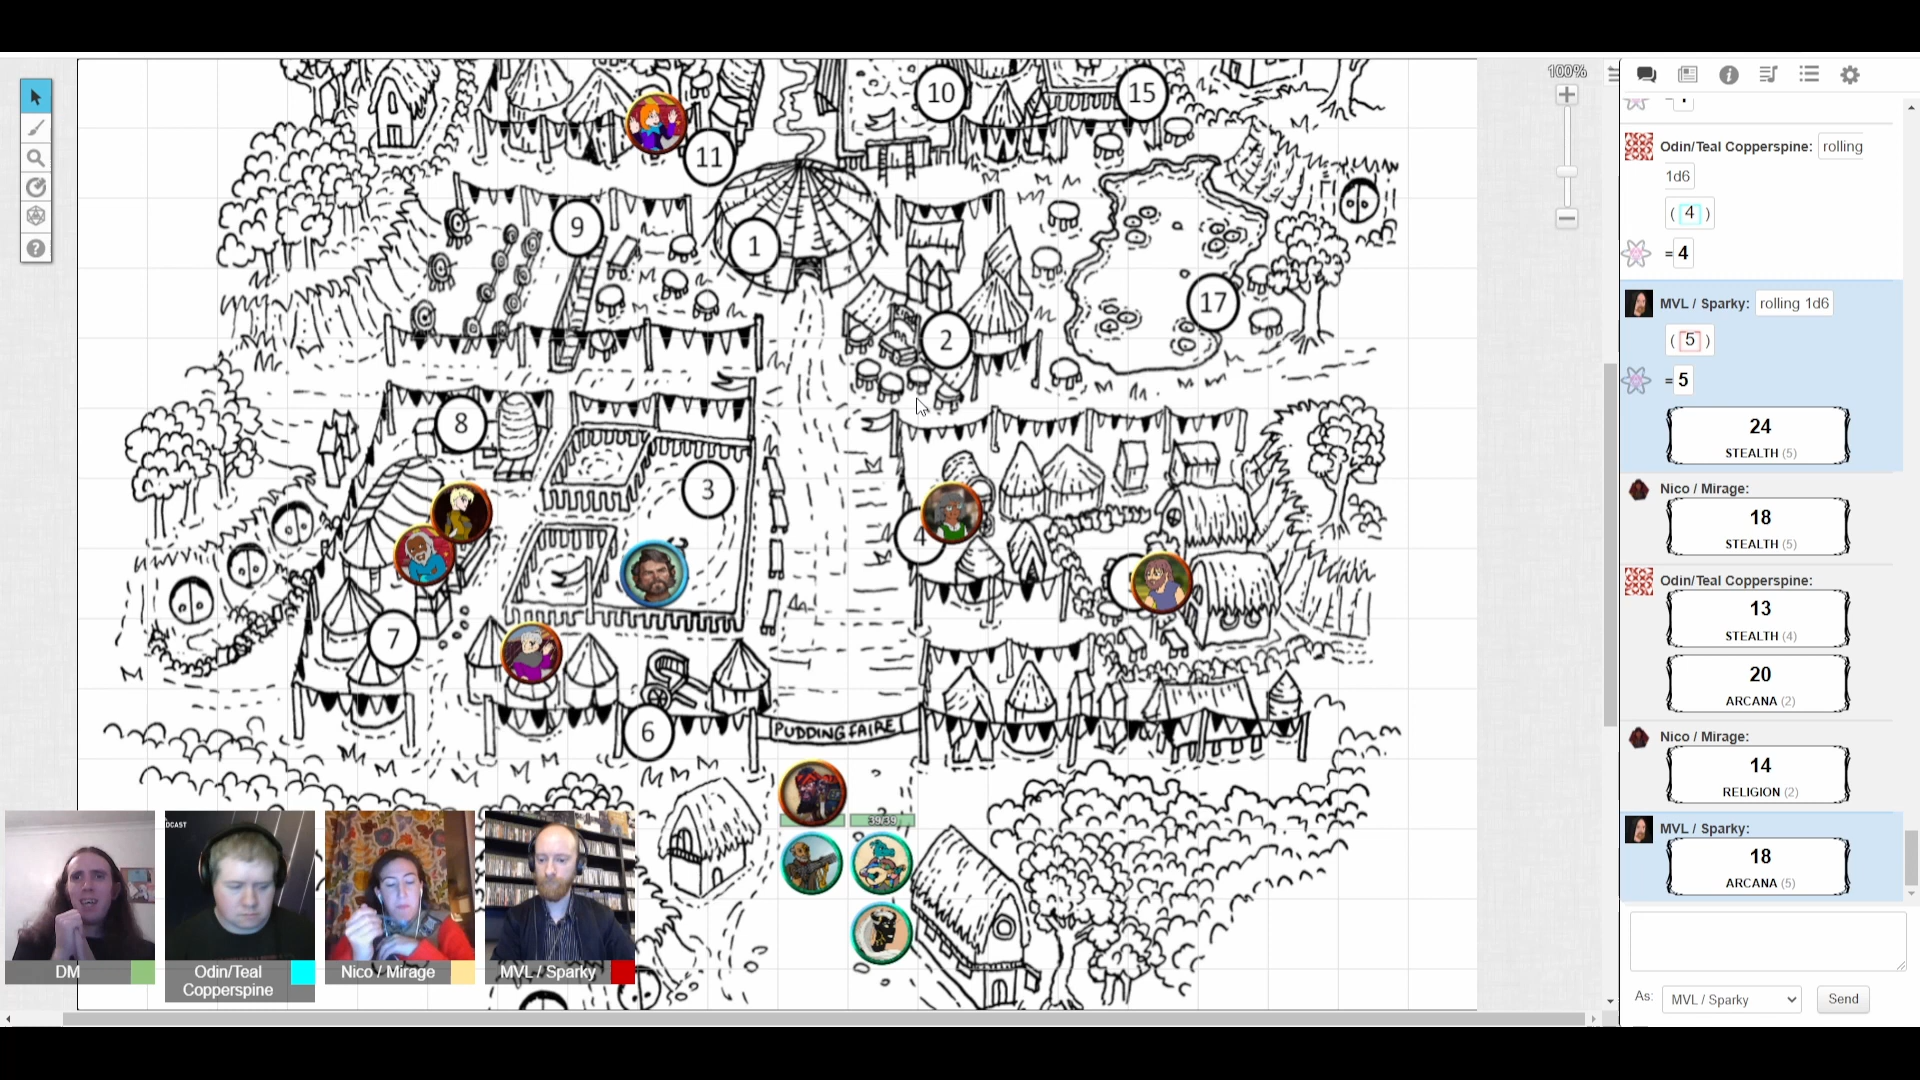 100%
10
15
11
9
1
17
2
8
3
4
7
6
PUDDING FAIRE
39/39
DCAST
DM
Odin/Teal
Copperspine
Nico / Mirage
MVL / Sparky
Odin/Teal Copperspine: rolling
1d6
( 4 )
=4
MVL / Sparky: rolling 1d6
( 5 )
=5
24
STEALTH (5)
Nico / Mirage:
18
STEALTH (5)
Odin/Teal Copperspine:
13
STEALTH (4)
20
ARCANA (2)
Nico / Mirage:
14
RELIGION (2)
MVL / Sparky:
18
ARCANA (5)
As: MVL / Sparky Send